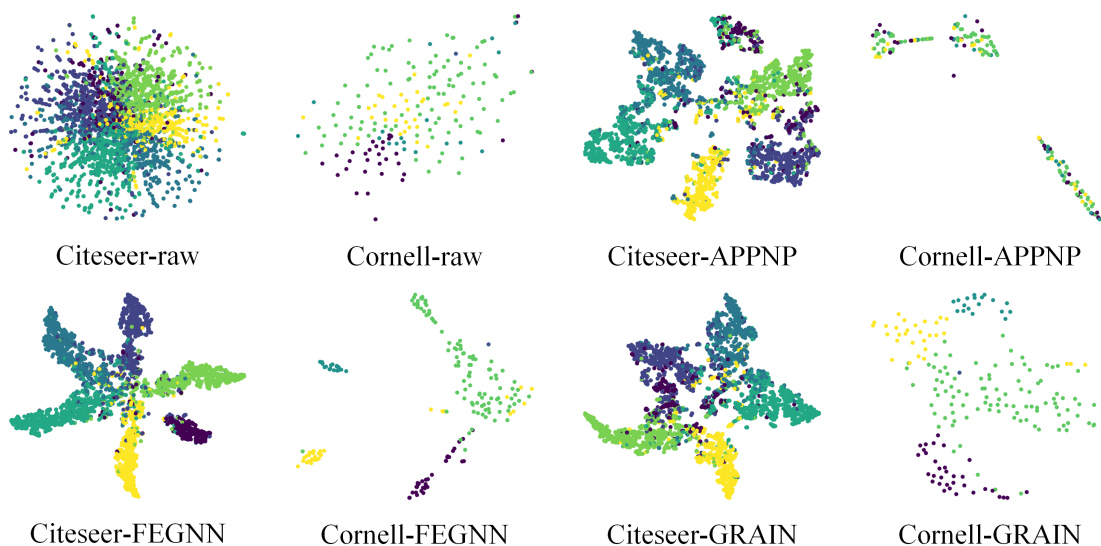 Citeseer-raw
Cornell-raw
Citeseer-APPNP
Cornell-APPNP
Citeseer-FEGNN
Cornell-FEGNN
Citeseer-GRAIN
Cornell-GRAIN